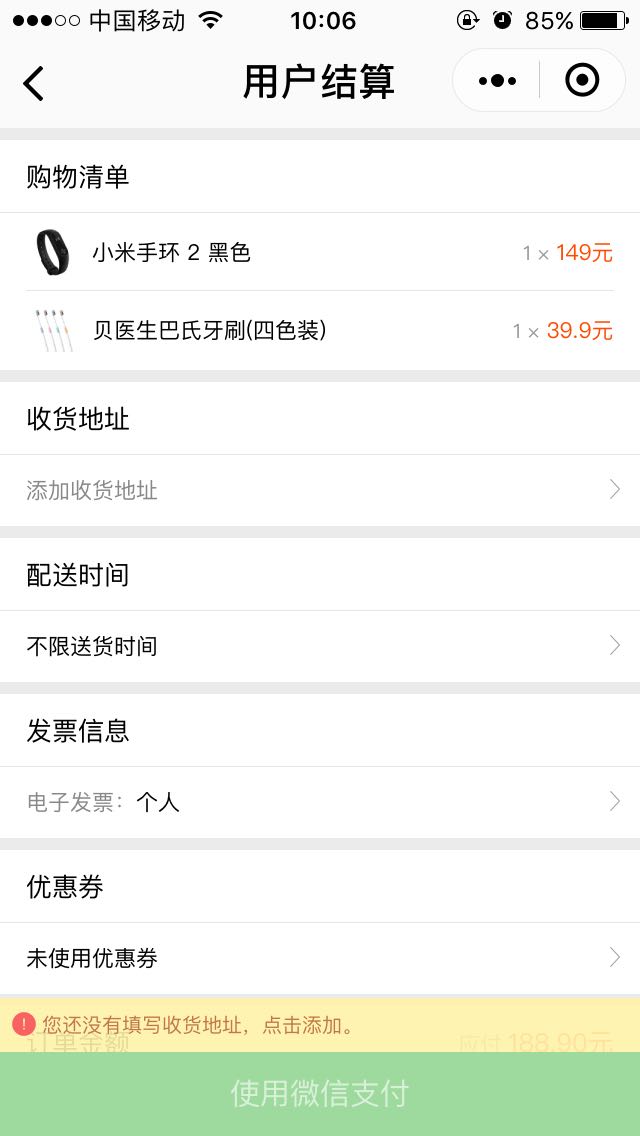 中国移动 10:06 85%
用户结算
购物清单
小米手环 2 黑色 1 × 149元
贝医生巴氏牙刷(四色装) 1 × 39.9元
收货地址
添加收货地址
配送时间
不限送货时间
发票信息
电子发票：个人
优惠券
未使用优惠券
您还没有填写收货地址，点击添加。
订单金额 应付 188.90元
使用微信支付